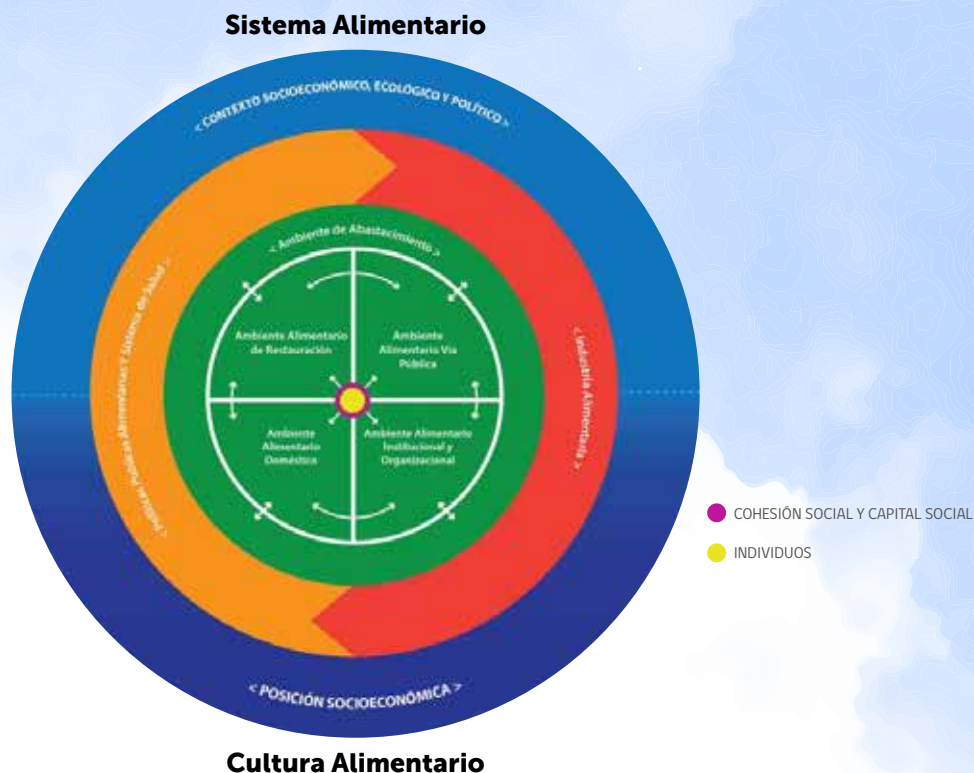 Sistema Alimentario
< CONTEXTO SOCIOECONÓMICO, ECOLÓGICO Y POLÍTICO >
< Ambiente de Abastacimiento >
< Políticas Públicas Alimentarias Y Sistema de Salud >
Ambiente Alimentario
de Restauración
Ambiente
Alimentario Vía
Pública
< Industria Alimentaria >
Ambiente
Alimentario
Doméstico
Ambiente Alimentario
Institucional y
Organizacional
COHESIÓN SOCIAL Y CAPITAL SOCIAL
INDIVIDUOS
< POSICIÓN SOCIOECONÓMICA >
Cultura Alimentario